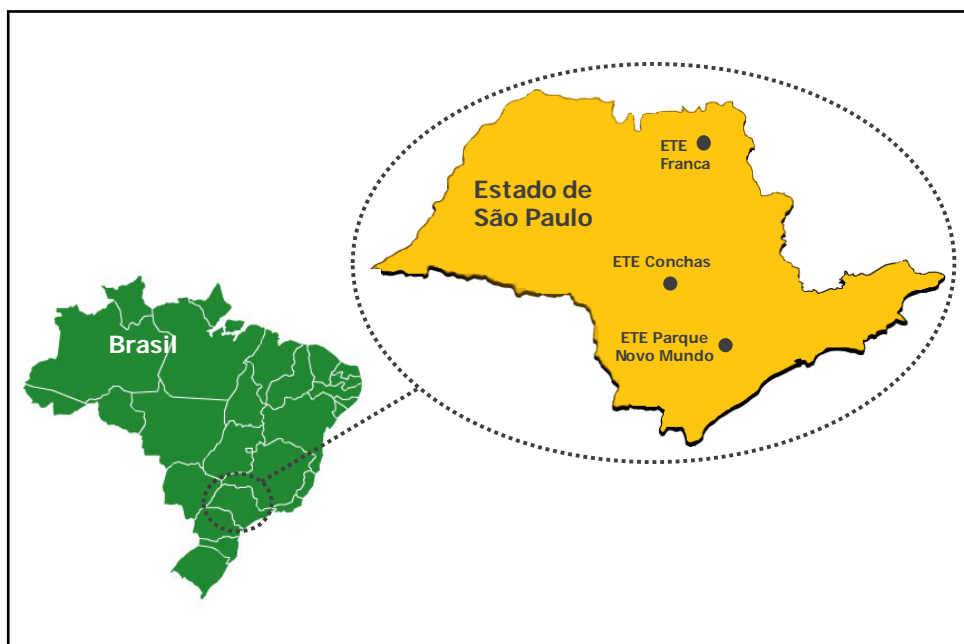 ETE
Franca
Estado de
São Paulo
ETE Conchas
ETE Parque
Novo Mundo
Brasil